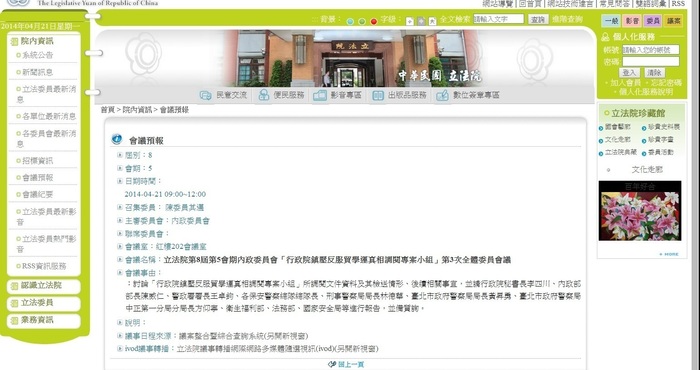 The Legislative Yuan of Republic of China
網站導覽 | 回首頁 | 網站技術建言 | 常見問答 | 雙語詞彙 | RSS
2014年04月21日星期一
::: 背景： 字級： 全文檢索 請輸入文字 查詢 進階查詢
中華民國 立法院
民意交流 便民服務 影音專區 出版品服務 數位簽章專區
院內資訊
系統公告
新聞訊息
立法委員最新消
息
各單位最新消息
各委員會最新消
息
招標資訊
會議預報
會議紀要
立法委員最新影
音
立法委員熱門影
音
RSS資訊服務
認識立法院
立法委員
業務資訊
首頁 > 院內資訊 > 會議預報
會議預報
屆別：8
會期：5
日期時間：
2014-04-21 09:00~12:00
召集委員： 陳委員其邁
主審委員會：內政委員會
聯席委員會：
會議室：紅樓202會議室
會議名稱：立法院第8屆第5會期內政委員會「行政院鎮壓反服貿學運真相調閱專案小組」第3次全體委員會議
會議事由：
：討論「行政院鎮壓反服貿學運真相調閱專案小組」所調閱文件資料及其檢送情形、後續相關事宜，並擬行政院秘書長李四川、內政部
部長陳威仁、警政署署長王卓鈞、各保安警察總隊總隊長、刑事警察局局長林德華、臺北市政府警察局局長黃昇勇、臺北市政府警察局
中正第一分局分局長方仰寧、衛生福利部、法務部、國家安全局等進行報告，並備質詢。
說明：
議事日程來源：議案整合暨綜合查詢系統(另開新視窗)
ivod議事轉播：立法院議事轉播網際網路多媒體隨選視訊(ivod)(另開新視窗)
回上一頁
一般 影音 委員 議案
個人化服務
帳號 請輸入您的帳號
密碼
登入 清除
加入會員 忘記密碼
個人化服務說明
立法院珍藏館
國會藝廊 珍貴史料展
文化走廊 珍貴字畫
立法院典藏 委員活動
文化走廊
百年好合
MORE